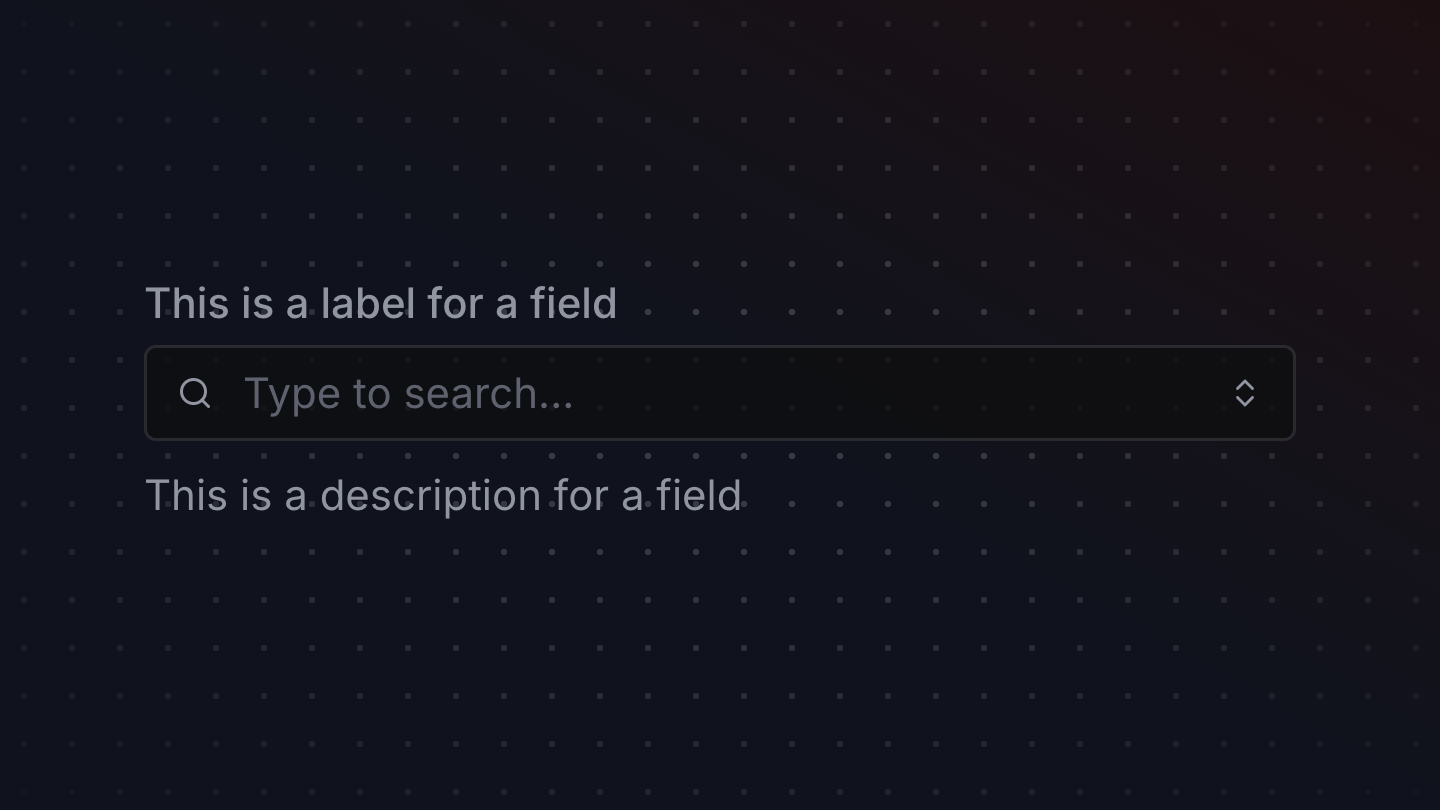 This is a label for a field
Type to search...
This is a description for a field